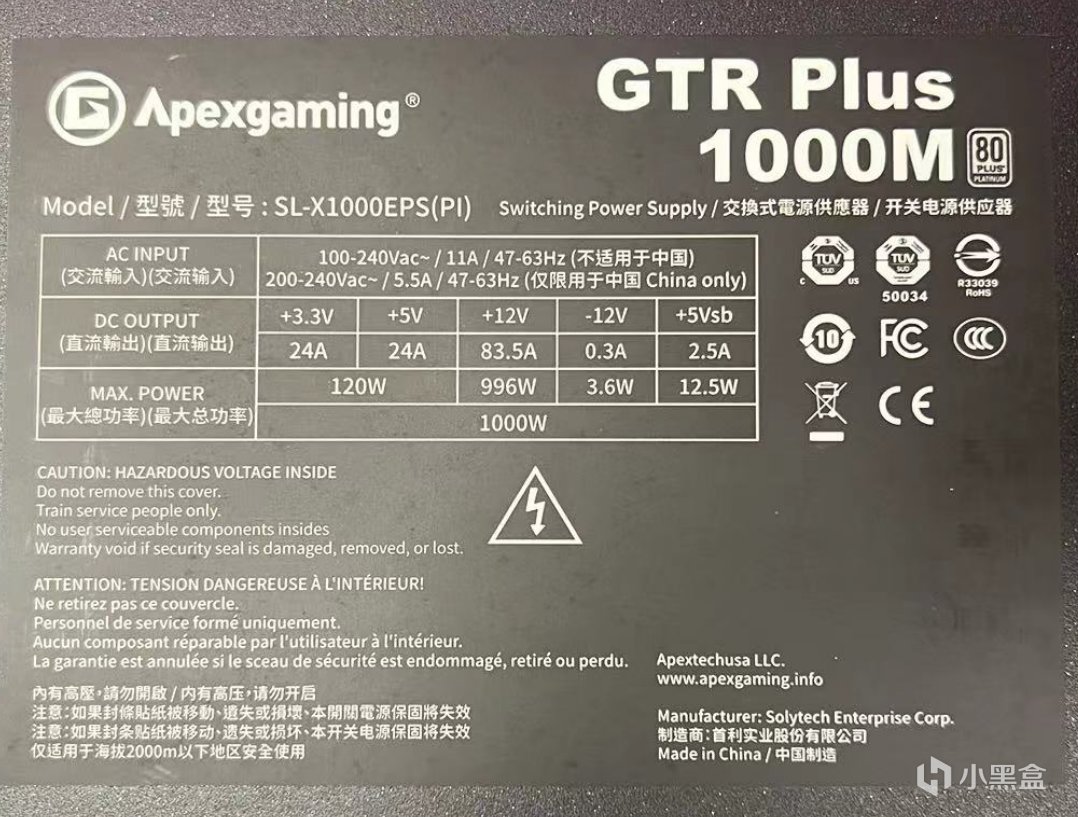 Apexgaming®
GTR Plus
1000M
80 PLUS PLATINUM
Model / 型號 / 型号 : SL-X1000EPS(PI) Switching Power Supply / 交換式電源供應器 / 开关电源供应器
AC INPUT
(交流輸入)(交流输入)
100-240Vac~ / 11A / 47-63Hz (不适用于中国)
200-240Vac~ / 5.5A / 47-63Hz (仅限用于中国 China only)
DC OUTPUT
(直流輸出)(直流输出)
+3.3V +5V +12V -12V +5Vsb
24A 24A 83.5A 0.3A 2.5A
MAX. POWER
(最大總功率)(最大总功率)
120W 996W 3.6W 12.5W
1000W
TÜV SÜD
C US
TÜV SÜD
50034
R33039
RoHS
10
FC
CCC
CE
CAUTION: HAZARDOUS VOLTAGE INSIDE
Do not remove this cover.
Train service people only.
No user serviceable components insides
Warranty void if security seal is damaged, removed, or lost.
ATTENTION: TENSION DANGEREUSE À L'INTÉRIEUR!
Ne retirez pas ce couvercle.
Personnel de service formé uniquement.
Aucun composant réparable par l'utilisateur à l'intérieur.
La garantie est annulée si le sceau de sécurité est endommagé, retiré ou perdu.
內有高壓,請勿開啟 / 内有高压,请勿开启
注意:如果封條貼紙被移動、遺失或損壞、本開關電源保固將失效
注意:如果封条贴纸被移动、遗失或损坏、本开关电源保固将失效
仅适用于海拔2000m以下地区安全使用
Apextechusa LLC.
www.apexgaming.info
Manufacturer: Solytech Enterprise Corp.
制造商:首利实业股份有限公司
Made in China / 中国制造
小黑盒